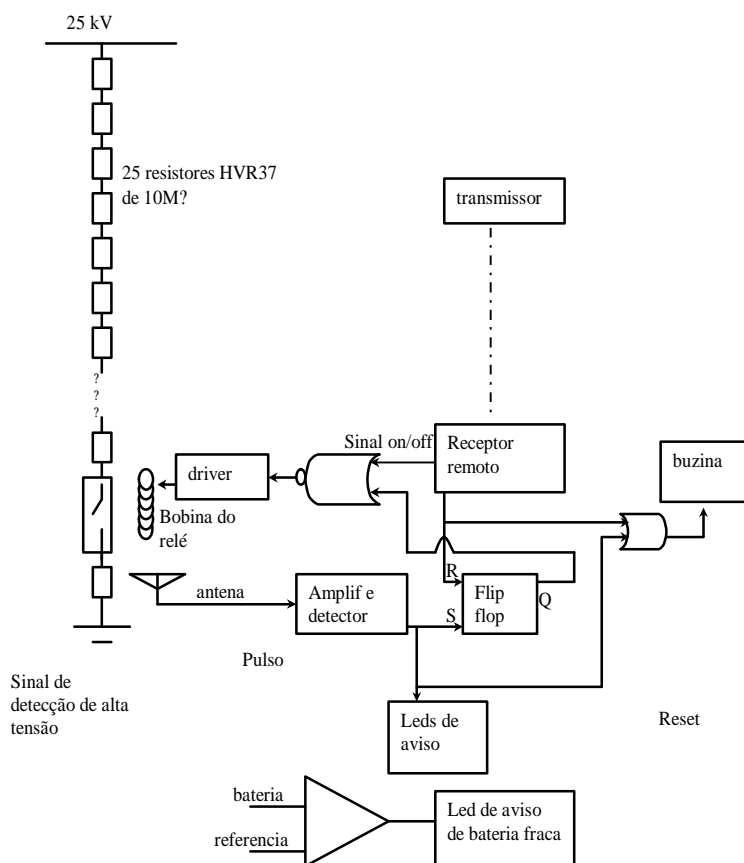 25 kV
25 resistores HVR37
de 10M?
transmissor
?
?
?
Sinal on/off
Receptor
remoto
buzina
driver
Bobina do
relé
antena
Amplif e
detector
R
S
Flip
flop
Q
Pulso
Sinal de
detecção de alta
tensão
Leds de
aviso
Reset
bateria
referencia
Led de aviso
de bateria fraca